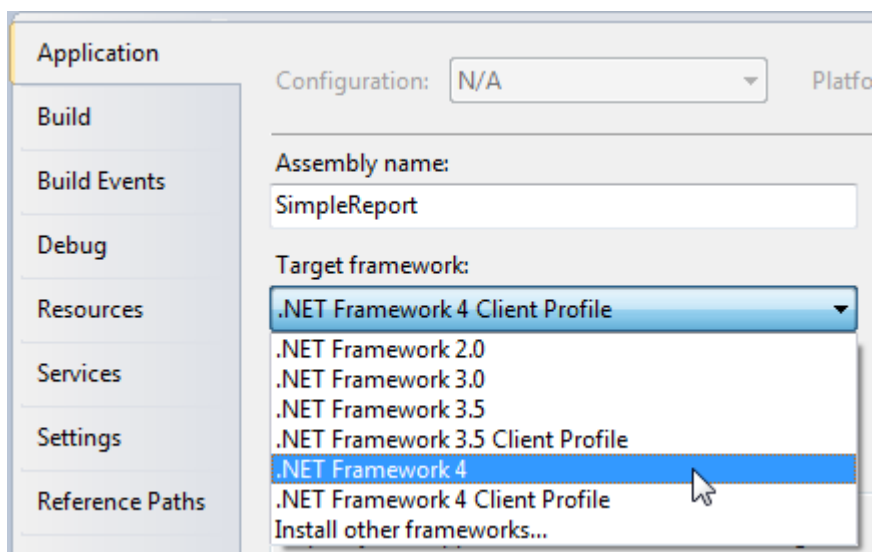 Application
Build
Build Events
Debug
Resources
Services
Settings
Reference Paths
Configuration: N/A
Assembly name:
SimpleReport
Target framework:
.NET Framework 4 Client Profile
.NET Framework 2.0
.NET Framework 3.0
.NET Framework 3.5
.NET Framework 3.5 Client Profile
.NET Framework 4
.NET Framework 4 Client Profile
Install other frameworks...